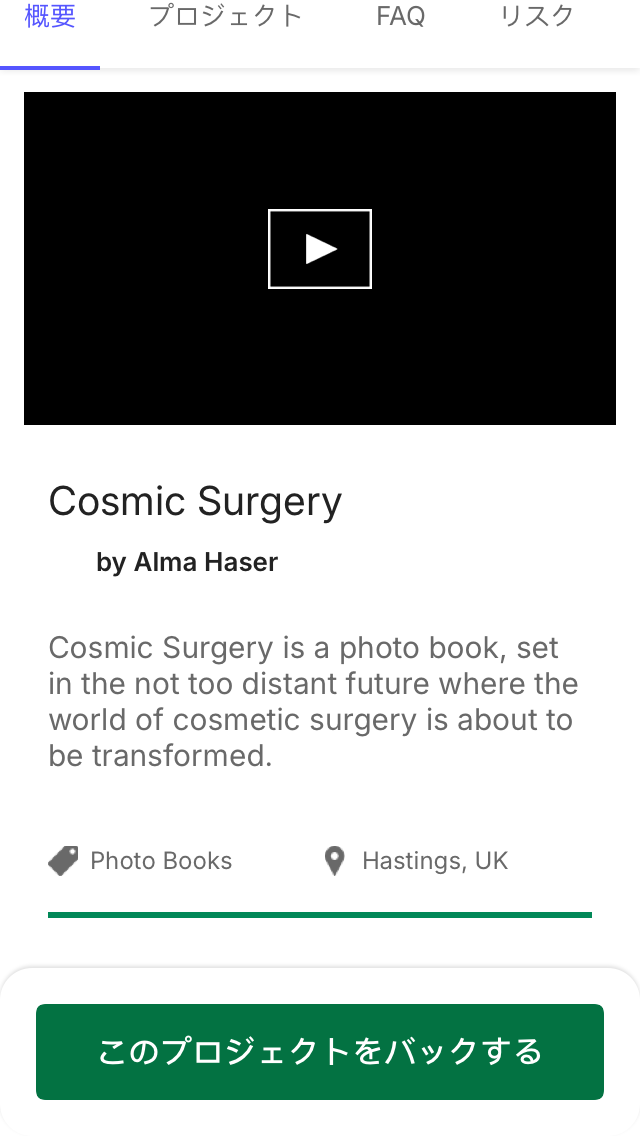 概要 プロジェクト FAQ リスク
Cosmic Surgery
by Alma Haser
Cosmic Surgery is a photo book, set
in the not too distant future where the
world of cosmetic surgery is about to
be transformed.
Photo Books Hastings, UK
このプロジェクトをバックする